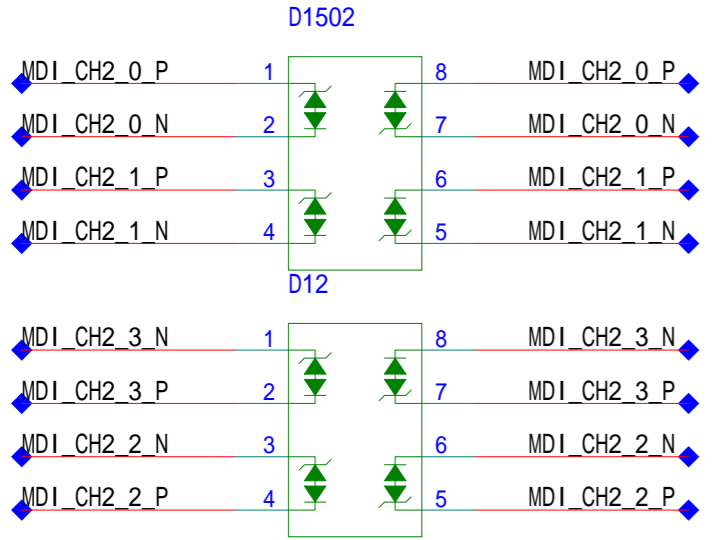 D1502
MDI_CH2_0_P 1 8 MDI_CH2_0_P
MDI_CH2_0_N 2 7 MDI_CH2_0_N
MDI_CH2_1_P 3 6 MDI_CH2_1_P
MDI_CH2_1_N 4 5 MDI_CH2_1_N
D12
MDI_CH2_3_N 1 8 MDI_CH2_3_N
MDI_CH2_3_P 2 7 MDI_CH2_3_P
MDI_CH2_2_N 3 6 MDI_CH2_2_N
MDI_CH2_2_P 4 5 MDI_CH2_2_P